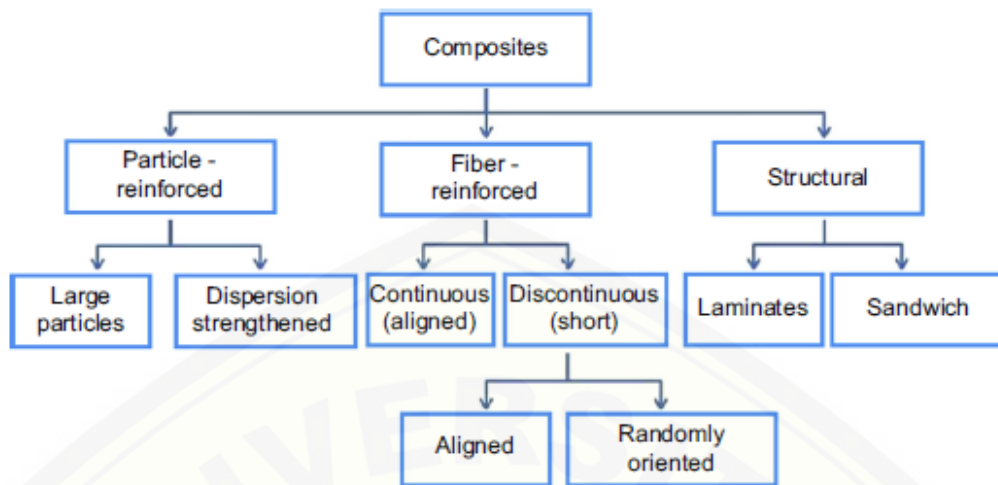 Composites
Particle -
reinforced
Fiber -
reinforced
Structural
Large
particles
Dispersion
strengthened
Continuous
(aligned)
Discontinuous
(short)
Laminates
Sandwich
Aligned
Randomly
oriented
IVERS